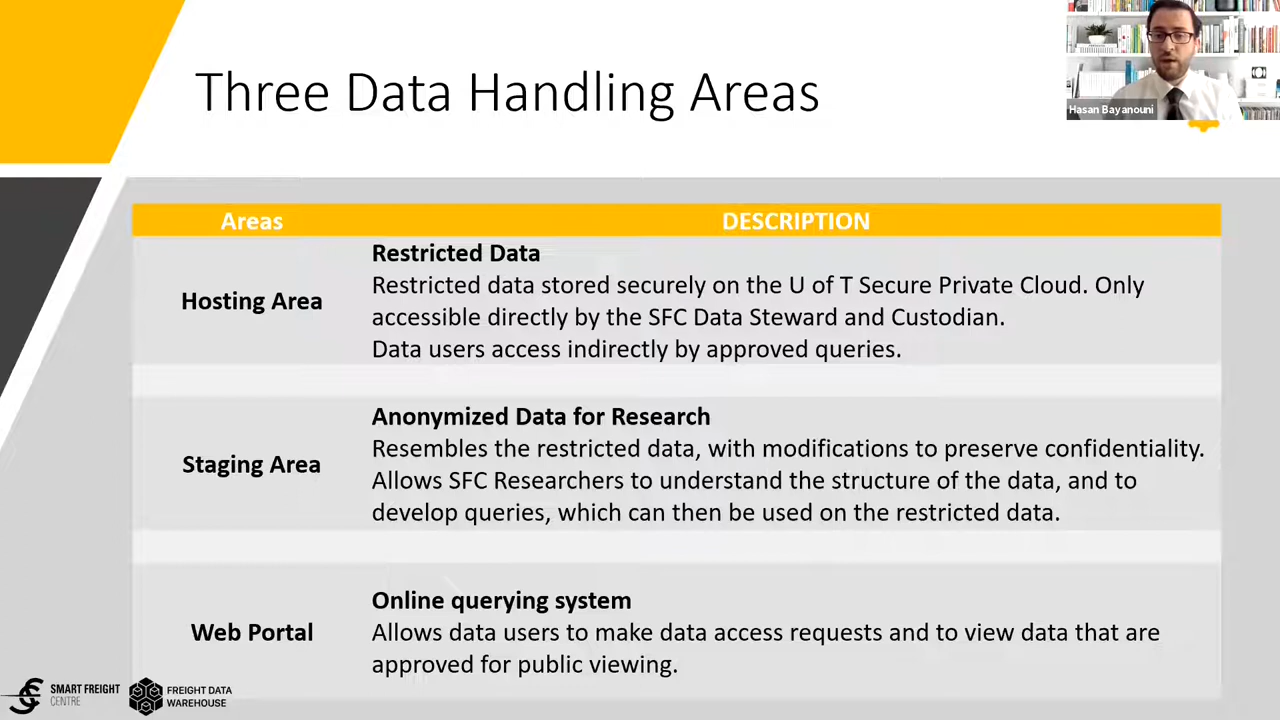 Three Data Handling Areas
Hasan Bayanouni
Areas
DESCRIPTION
Hosting Area
Restricted Data
Restricted data stored securely on the U of T Secure Private Cloud. Only
accessible directly by the SFC Data Steward and Custodian.
Data users access indirectly by approved queries.
Staging Area
Anonymized Data for Research
Resembles the restricted data, with modifications to preserve confidentiality.
Allows SFC Researchers to understand the structure of the data, and to
develop queries, which can then be used on the restricted data.
Web Portal
Online querying system
Allows data users to make data access requests and to view data that are
approved for public viewing.
SMART FREIGHT
CENTRE
FREIGHT DATA
WAREHOUSE